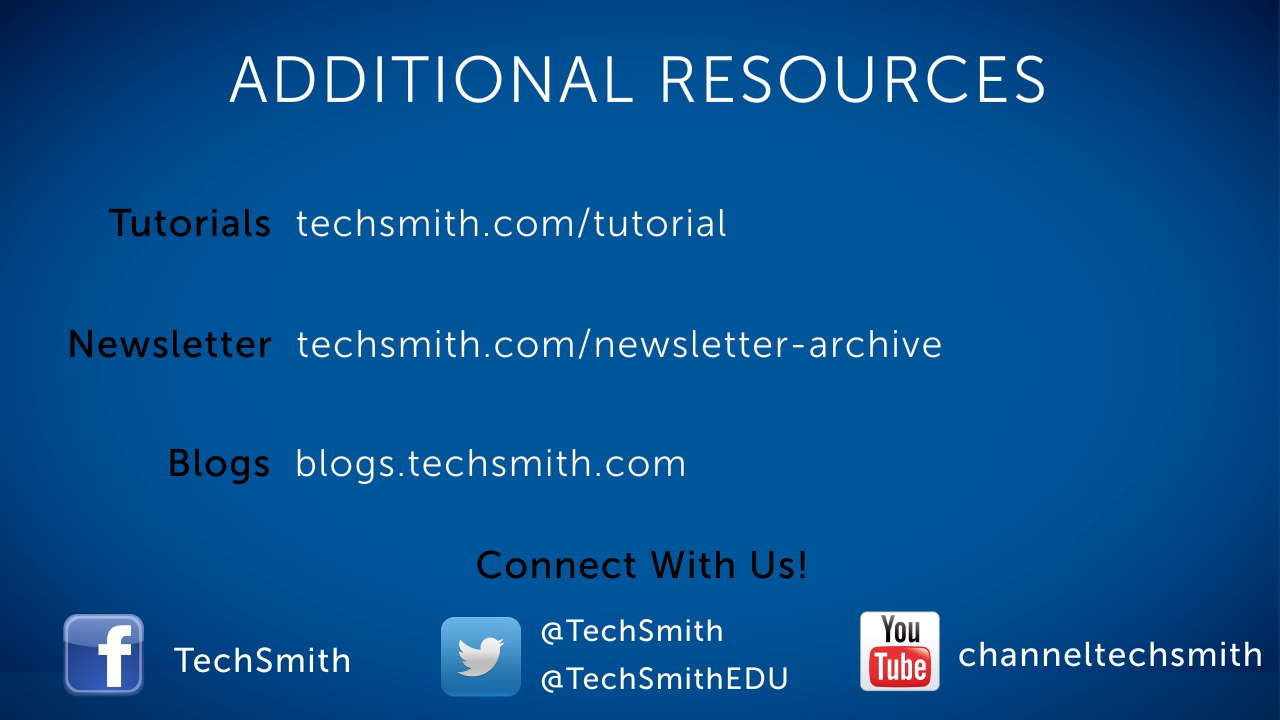 ADDITIONAL RESOURCES
Tutorials techsmith.com/tutorial
Newsletter techsmith.com/newsletter-archive
Blogs blogs.techsmith.com
Connect With Us!
f TechSmith
@TechSmith
@TechSmithEDU
You
Tube
channeltechsmith